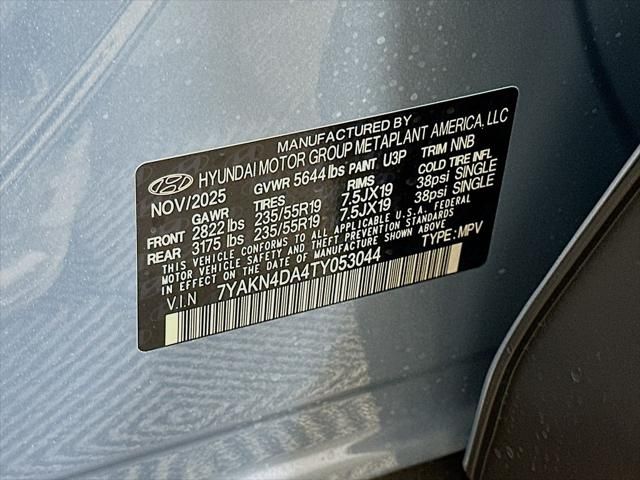 MANUFACTURED BY
HYUNDAI MOTOR GROUP METAPLANT AMERICA, LLC
NOV/2025 GVWR 5644 lbs PAINT U3P TRIM NNB
GAWR TIRES RIMS COLD TIRE INFL
FRONT 2822 lbs 235/55R19 7.5JX19 38psi SINGLE
REAR 3175 lbs 235/55R19 7.5JX19 38psi SINGLE
THIS VEHICLE CONFORMS TO ALL APPLICABLE U.S.A. FEDERAL
MOTOR VEHICLE SAFETY AND THEFT PREVENTION STANDARDS
IN EFFECT ON THE DATE OF MANUFACTURE SHOWN ABOVE.
V.I.N 7YAKN4DA4TY053044 TYPE: MPV